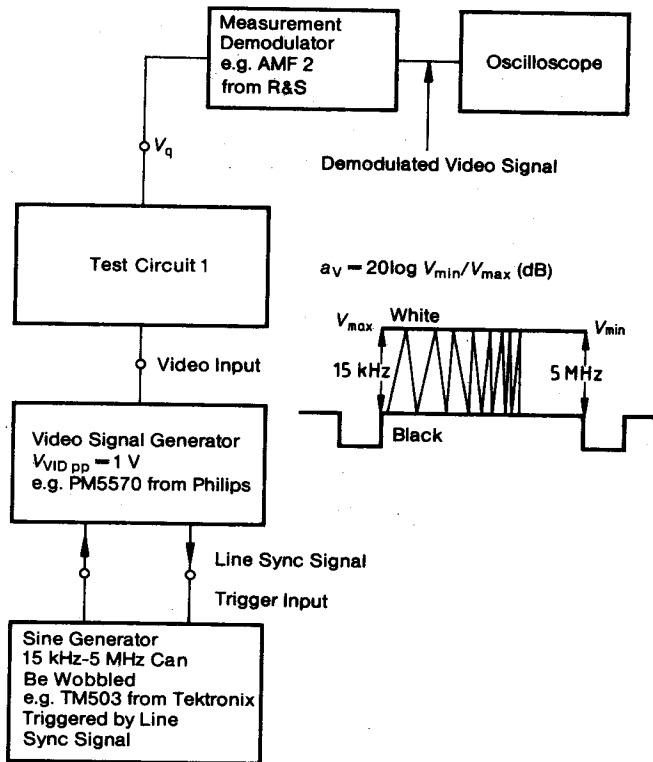 Measurement
Demodulator
e.g. AMF 2
from R&S
Oscilloscope
V_q
Demodulated Video Signal
Test Circuit 1
a_V = 20log V_min/V_max (dB)
V_max
White
V_min
15 kHz
5 MHz
Black
Video Input
Video Signal Generator
V_VID pp = 1 V
e.g. PM5570 from Philips
Line Sync Signal
Trigger Input
Sine Generator
15 kHz-5 MHz Can
Be Wobbled
e.g. TM503 from Tektronix
Triggered by Line
Sync Signal